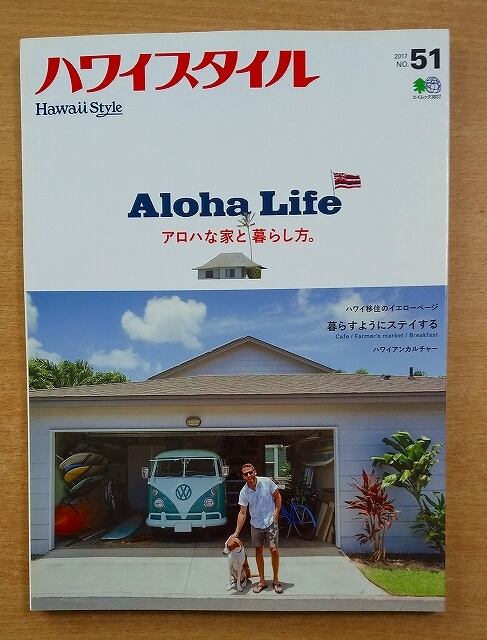 ハワイスタイル
Hawaii Style
2017
NO. 51
エイムック3837
Aloha Life
アロハな家と暮らし方。
ハワイ移住のイエローページ
暮らすようにステイする
Cafe / Farmer's market / Breakfast
ハワイアンカルチャー